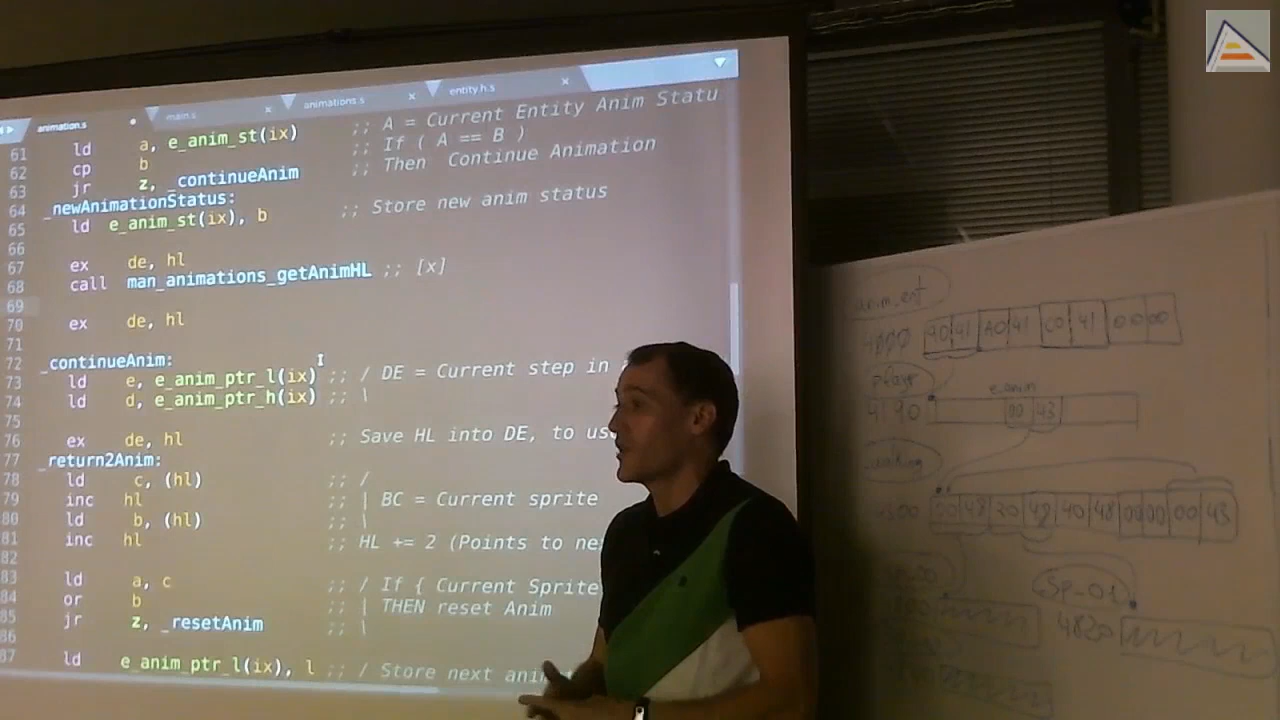 animation.s
main.s
animations.s
entity.h.s
61 ld a, e_anim_st(ix) ;; A = Current Entity Anim Statu
62 cp b ;; If ( A == B )
63 jr z, _continueAnim ;; Then Continue Animation
64 _newAnimationStatus:
65 ld e_anim_st(ix), b ;; Store new anim status
66
67 ex de, hl
68 call man_animations_getAnimHL ;; [x]
69
70 ex de, hl
71
72 _continueAnim:
73 ld e, e_anim_ptr_l(ix) ;; / DE = Current step in
74 ld d, e_anim_ptr_h(ix) ;; \
75
76 ex de, hl ;; Save HL into DE, to us
77 _return2Anim:
78 ld c, (hl) ;; /
79 inc hl ;; | BC = Current sprite
80 ld b, (hl) ;; \
81 inc hl ;; HL += 2 (Points to ne
82
83 ld a, c ;; / If { Current Sprite
84 or b ;; | THEN reset Anim
85 jr z, _resetAnim ;; \
86
87 ld e_anim_ptr_l(ix), l ;; / Store next ani
anim_ent
41 A0 41 C0 41 00 00
player
e_anim
00 43
walking
48 20 49 40 48 00 00 00 43
Sp_01
4820